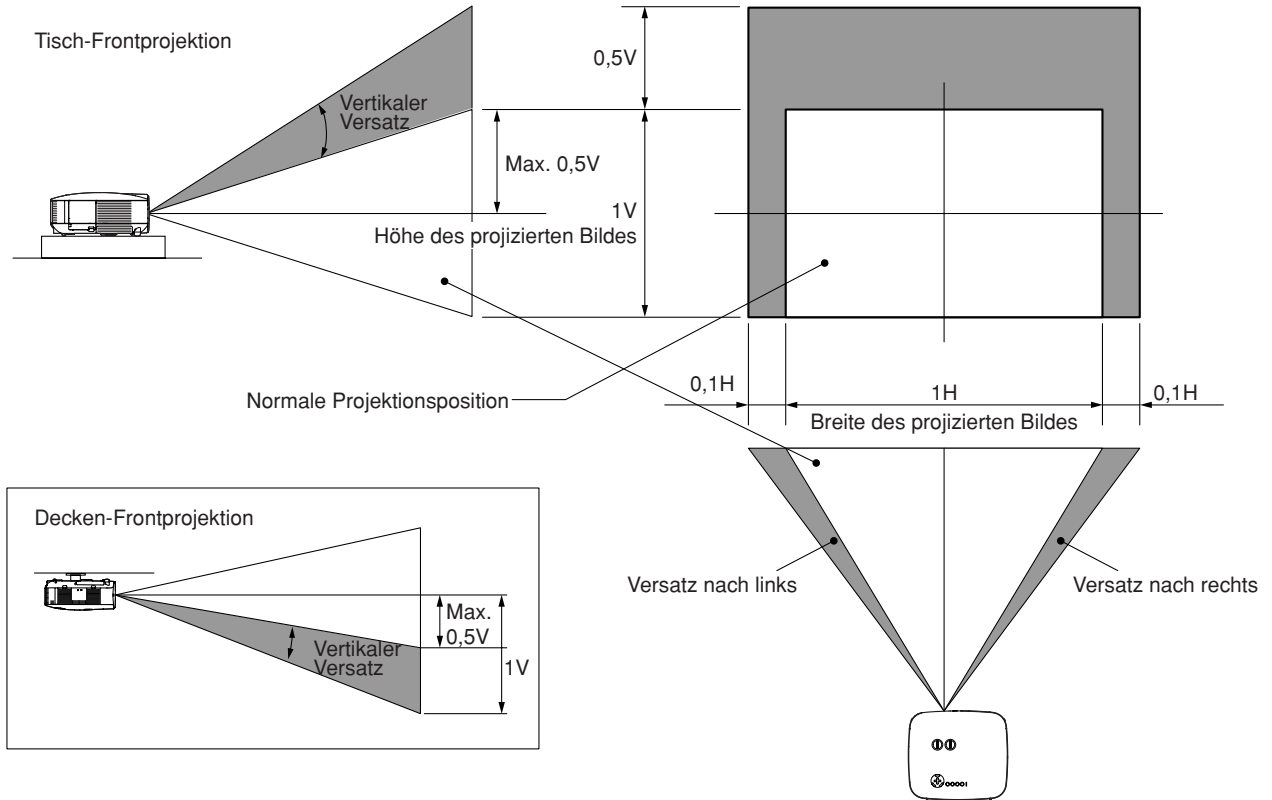 Tisch-Frontprojektion
0,5V
Vertikaler
Versatz
Max. 0,5V
1V
Höhe des projizierten Bildes
Normale Projektionsposition
0,1H
1H
0,1H
Breite des projizierten Bildes
Decken-Frontprojektion
Max.
0,5V
Vertikaler
Versatz
1V
Versatz nach links
Versatz nach rechts